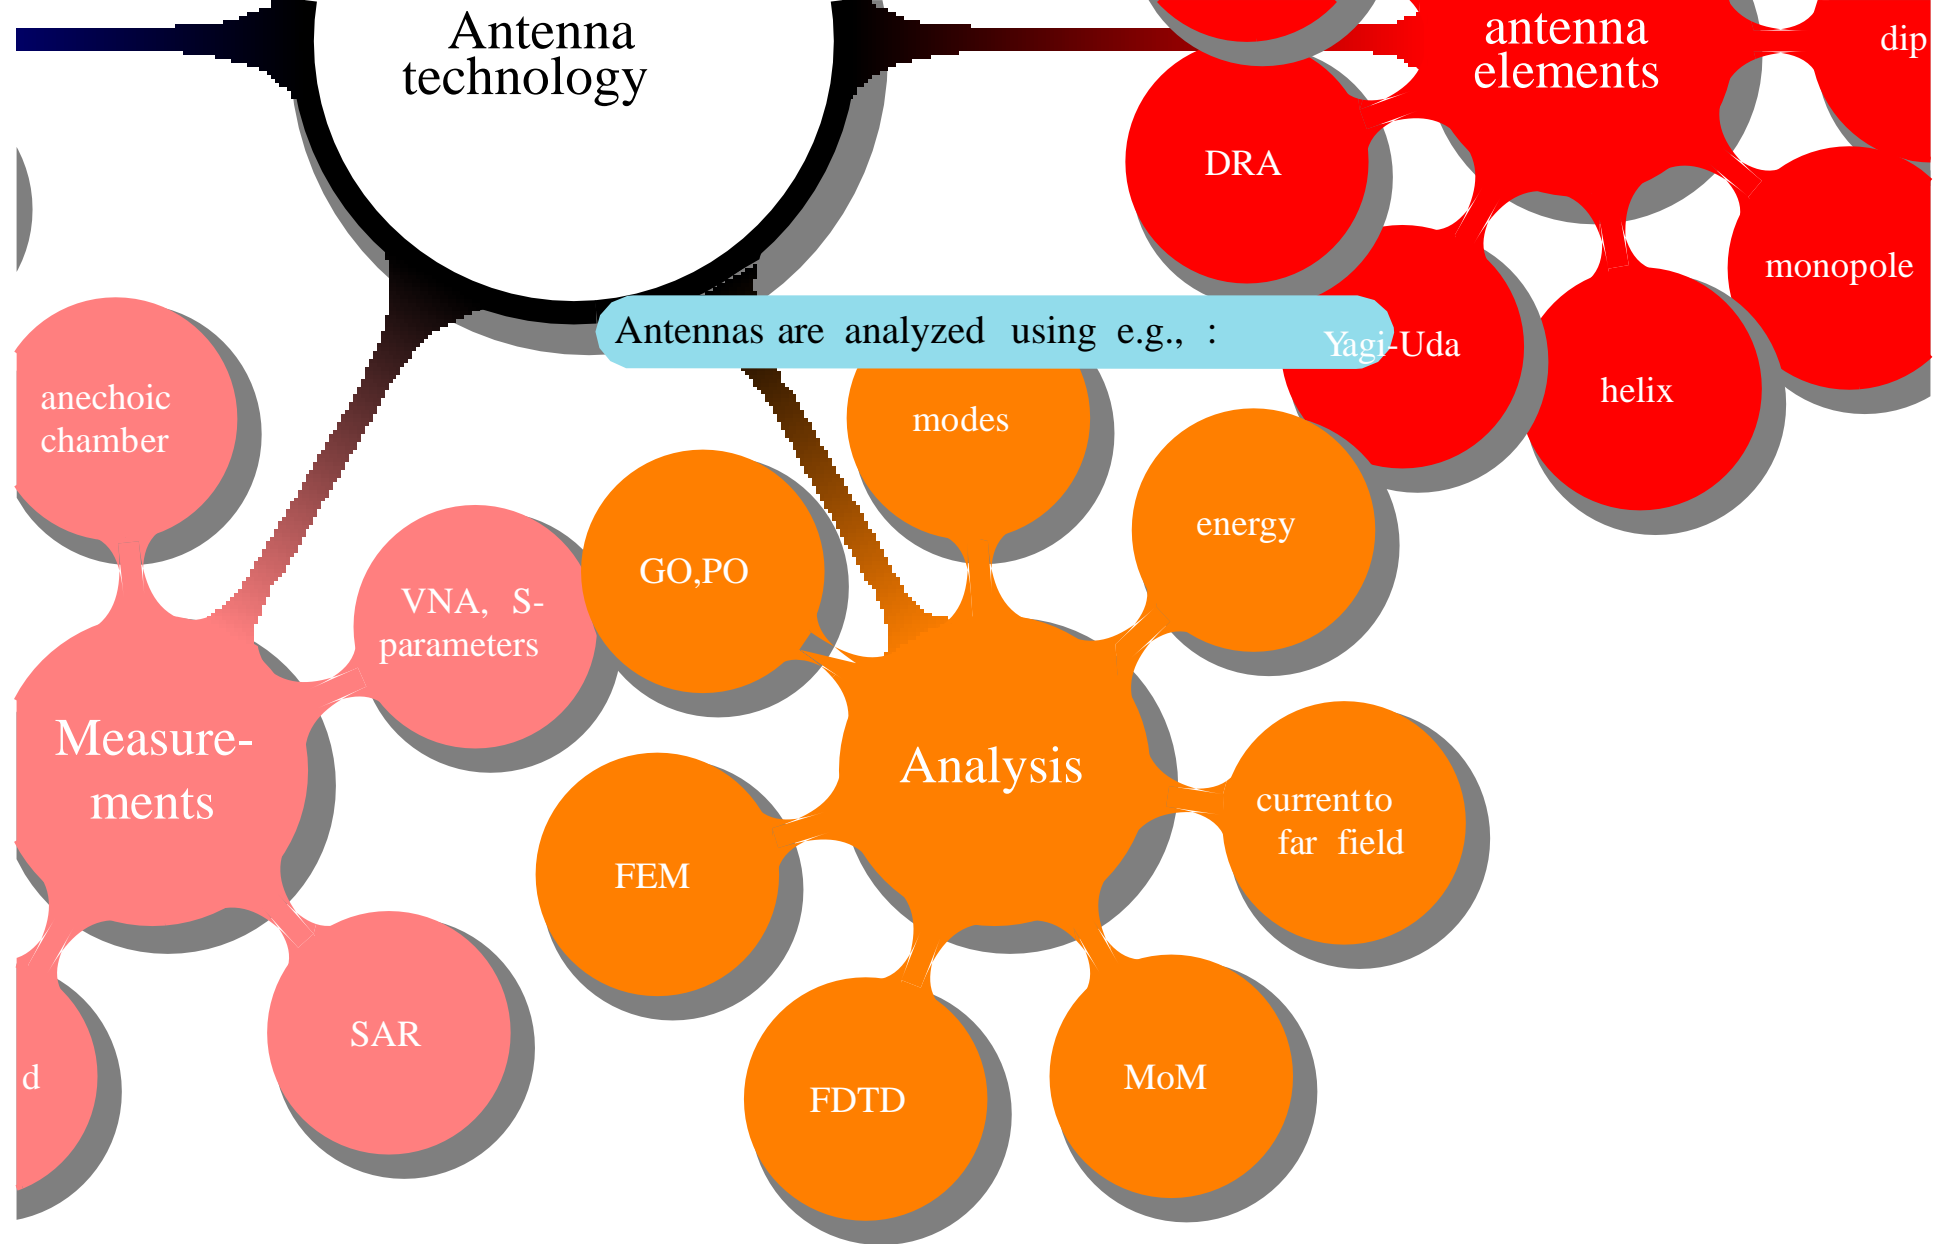 Antenna
technology
antenna
elements
dip
DRA
monopole
Antennas are analyzed using e.g., :
Yagi-Uda
helix
anechoic
chamber
modes
energy
GO,PO
VNA, S-
parameters
Measure-
ments
Analysis
current to
far field
FEM
SAR
d
FDTD
MoM